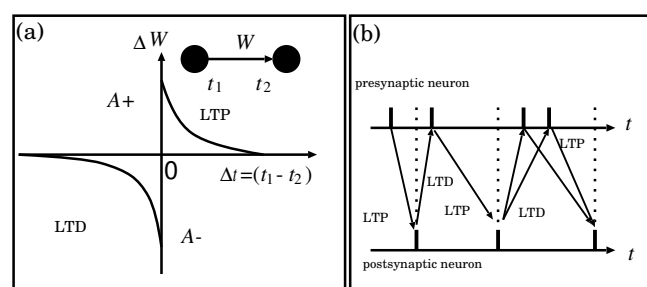 (a)
ΔW
W
t1
t2
A+
LTP
0
Δt=(t1 - t2)
LTD
A-
(b)
presynaptic neuron
t
LTP
LTD
LTP
LTP
LTD
t
postsynaptic neuron